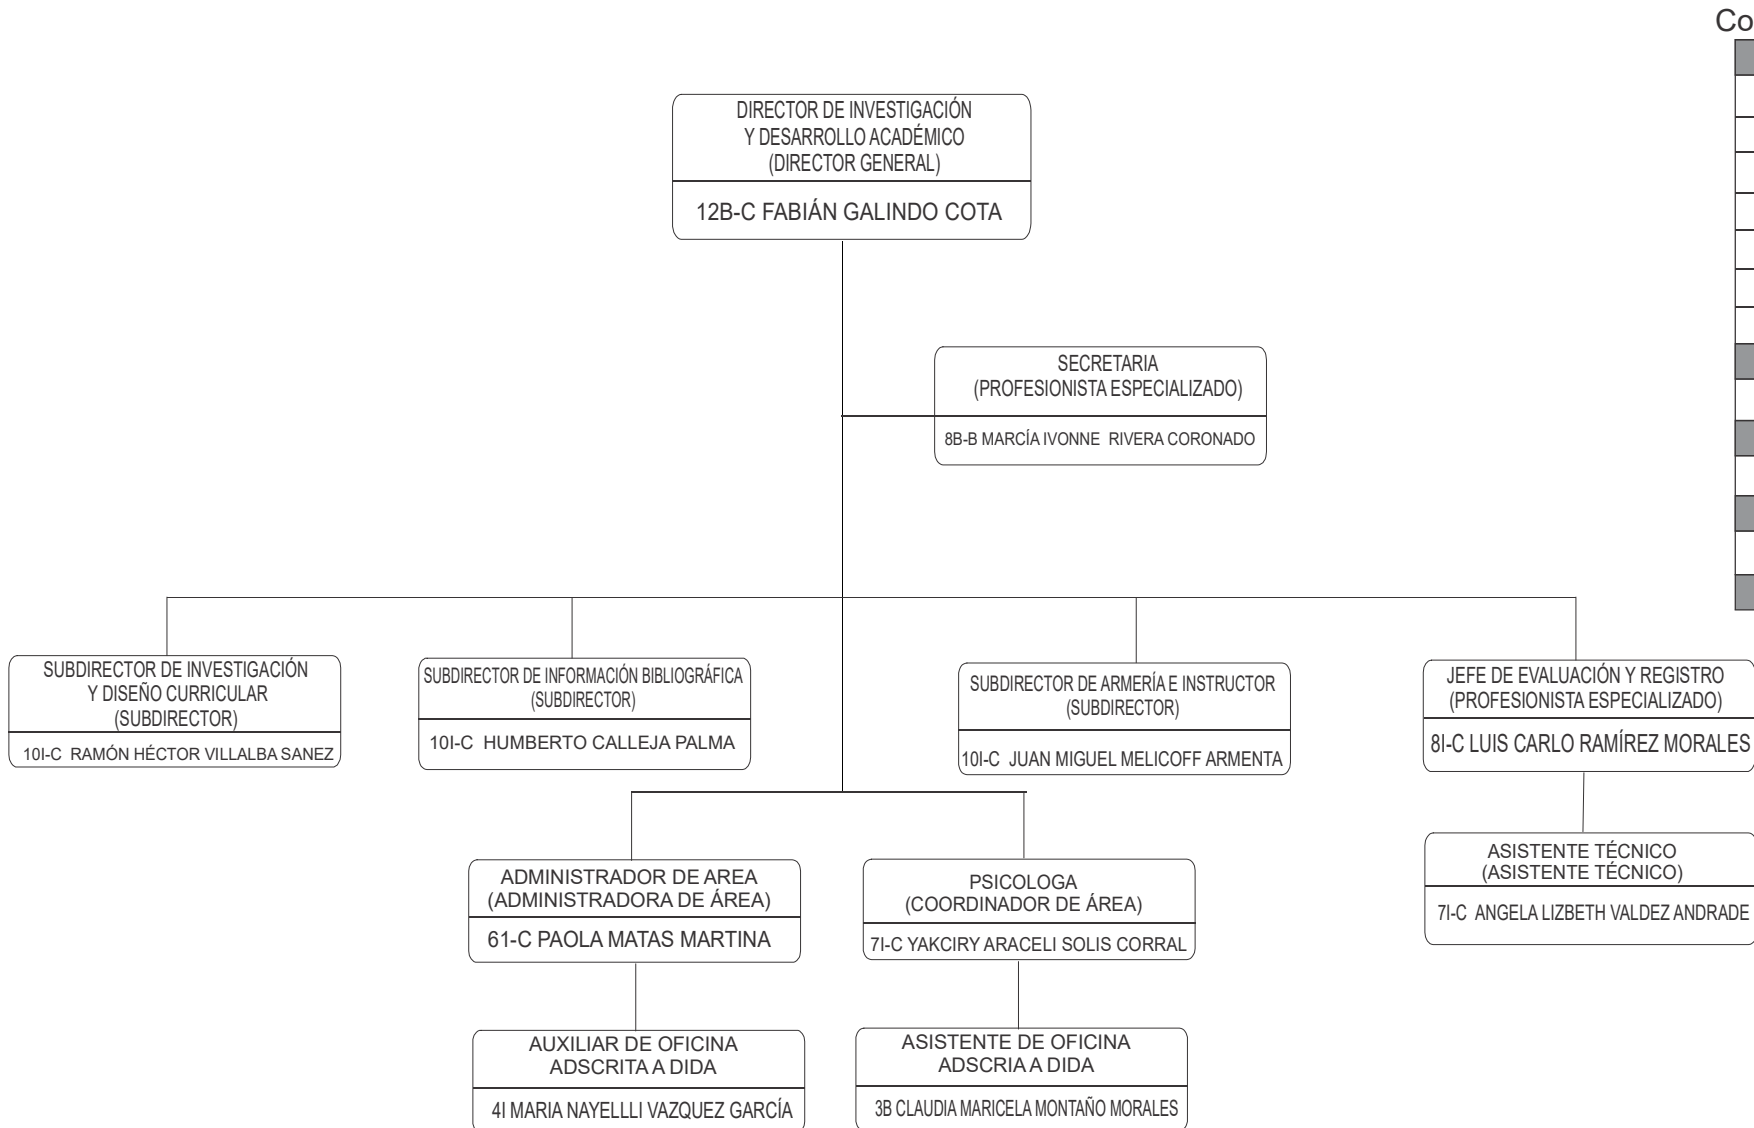 Co
DIRECTOR DE INVESTIGACIÓN
Y DESARROLLO ACADÉMICO
(DIRECTOR GENERAL)
12B-C FABIÁN GALINDO COTA
SECRETARIA
(PROFESIONISTA ESPECIALIZADO)
8B-B MARCÍA IVONNE RIVERA CORONADO
SUBDIRECTOR DE INVESTIGACIÓN
Y DISEÑO CURRICULAR
(SUBDIRECTOR)
10I-C RAMÓN HÉCTOR VILLALBA SANEZ
SUBDIRECTOR DE INFORMACIÓN BIBLIOGRÁFICA
(SUBDIRECTOR)
10I-C HUMBERTO CALLEJA PALMA
SUBDIRECTOR DE ARMERÍA E INSTRUCTOR
(SUBDIRECTOR)
10I-C JUAN MIGUEL MELICOFF ARMENTA
JEFE DE EVALUACIÓN Y REGISTRO
(PROFESIONISTA ESPECIALIZADO)
8I-C LUIS CARLO RAMÍREZ MORALES
ADMINISTRADOR DE AREA
(ADMINISTRADORA DE ÁREA)
61-C PAOLA MATAS MARTINA
PSICOLOGA
(COORDINADOR DE ÁREA)
7I-C YAKCIRY ARACELI SOLIS CORRAL
ASISTENTE TÉCNICO
(ASISTENTE TÉCNICO)
7I-C ANGELA LIZBETH VALDEZ ANDRADE
AUXILIAR DE OFICINA
ADSCRITA A DIDA
4I MARIA NAYELLLI VAZQUEZ GARCÍA
ASISTENTE DE OFICINA
ADSCRIA A DIDA
3B CLAUDIA MARICELA MONTAÑO MORALES